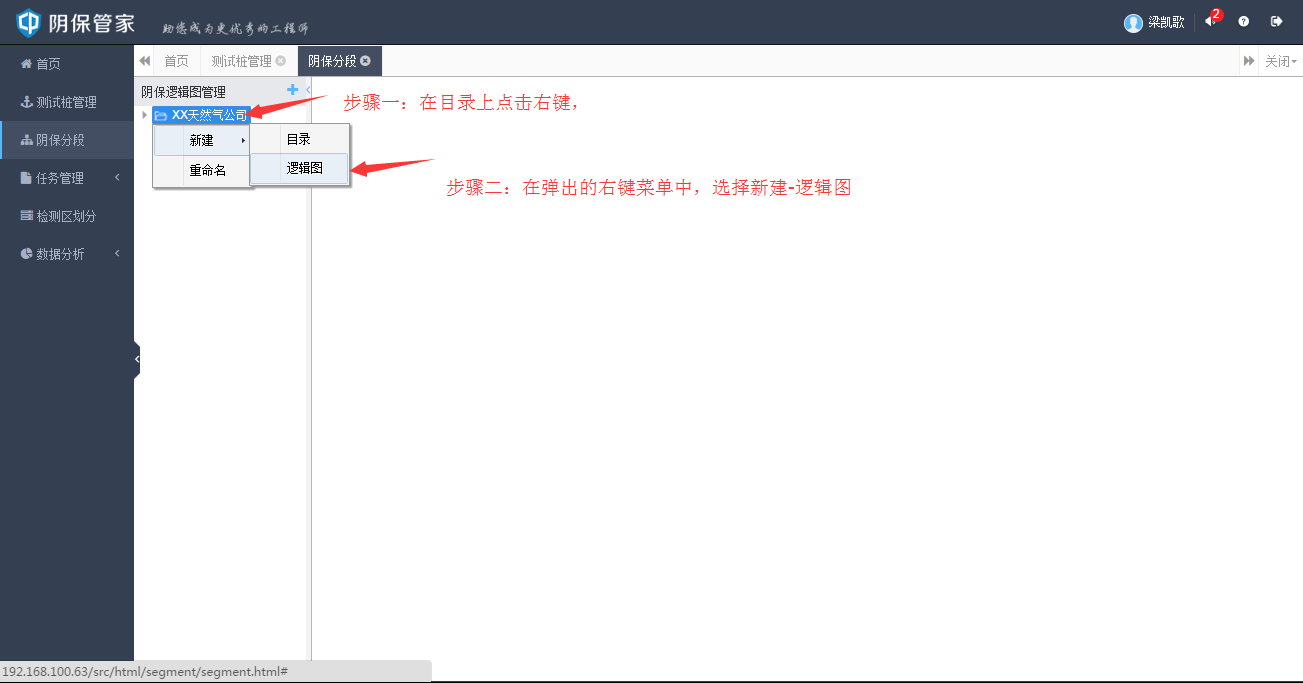 阴保管家 助您成为更优秀的工程师 梁凯歌 2
首页 测试桩管理 阴保分段 关闭
首页
测试桩管理
阴保分段
任务管理
检测区划分
数据分析
阴保逻辑图管理
XX天然气公司
新建
重命名
目录
逻辑图
步骤一：在目录上点击右键，
步骤二：在弹出的右键菜单中，选择新建-逻辑图
192.168.100.63/src/html/segment/segment.html#